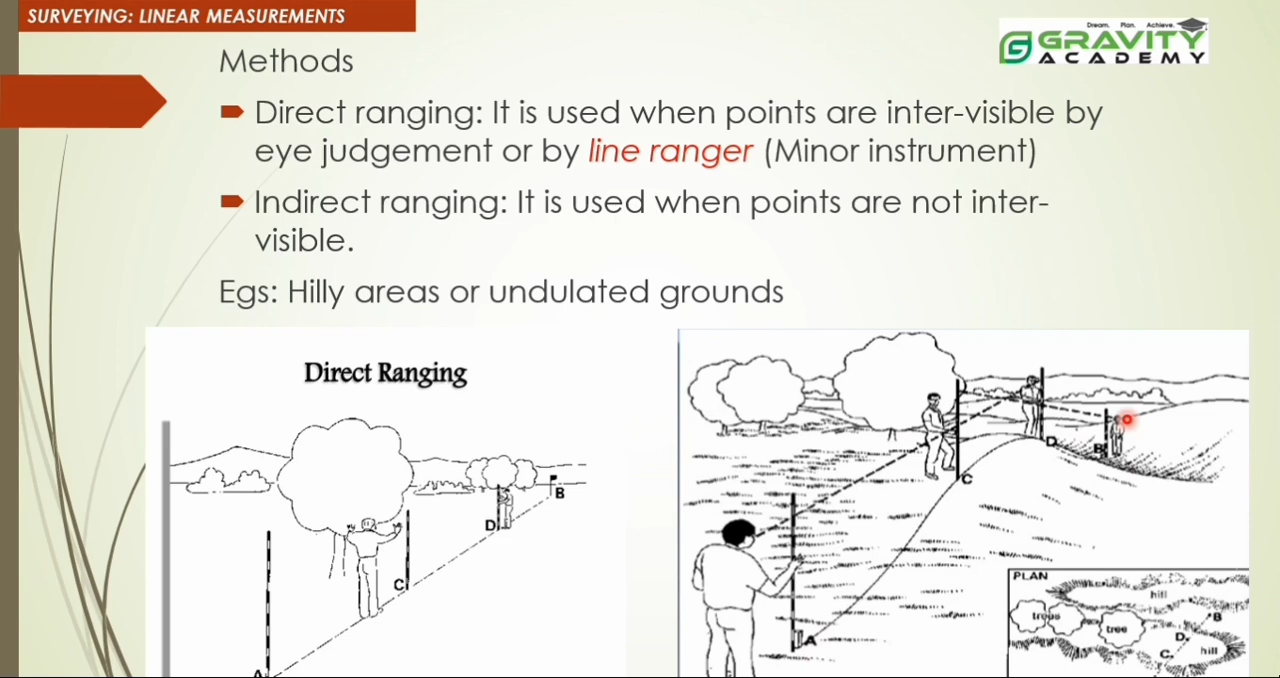 SURVEYING: LINEAR MEASUREMENTS
Dream. Plan. Achieve.
GRAVITY
ACADEMY
Methods
Direct ranging: It is used when points are inter-visible by
eye judgement or by line ranger (Minor instrument)
Indirect ranging: It is used when points are not inter-
visible.
Egs: Hilly areas or undulated grounds
Direct Ranging
B
D
C
A
D
B
C
A
PLAN
hill
trees
tree
B
D
C
hill